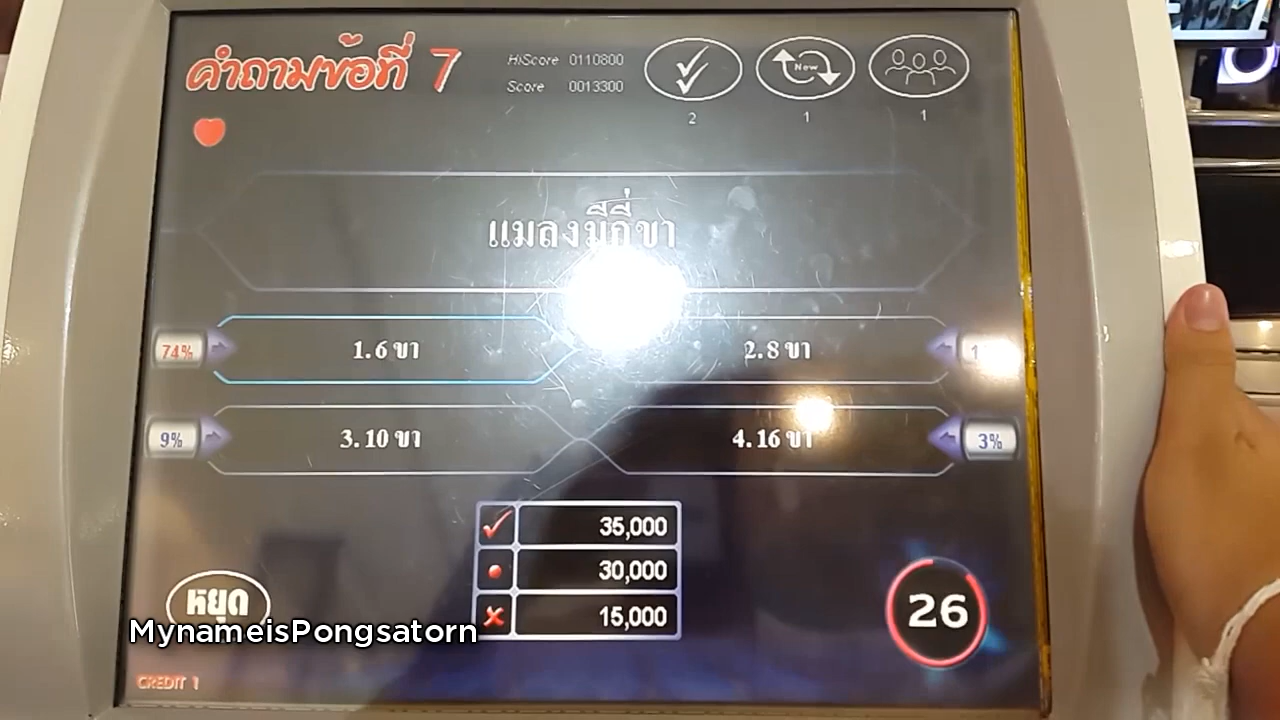 คำถามข้อที่ 7
HiScore 0110800
Score 0013300
New
2
1
1
แมลงมีกี่ขา
74%
1.6 ขา
2.8 ขา
9%
3.10 ขา
4.16 ขา
3%
35,000
30,000
15,000
หยุด
26
MynameisPongsatorn
CREDIT 1